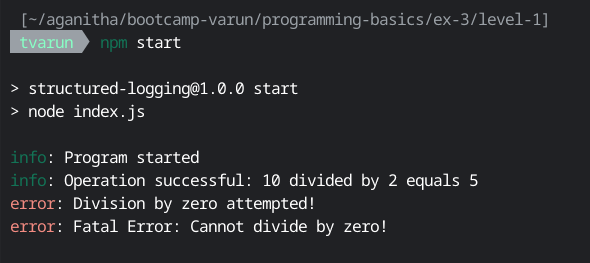 [~/aganitha/bootcamp-varun/programming-basics/ex-3/level-1]
tvarun npm start
> structured-logging@1.0.0 start
> node index.js
info: Program started
info: Operation successful: 10 divided by 2 equals 5
error: Division by zero attempted!
error: Fatal Error: Cannot divide by zero!